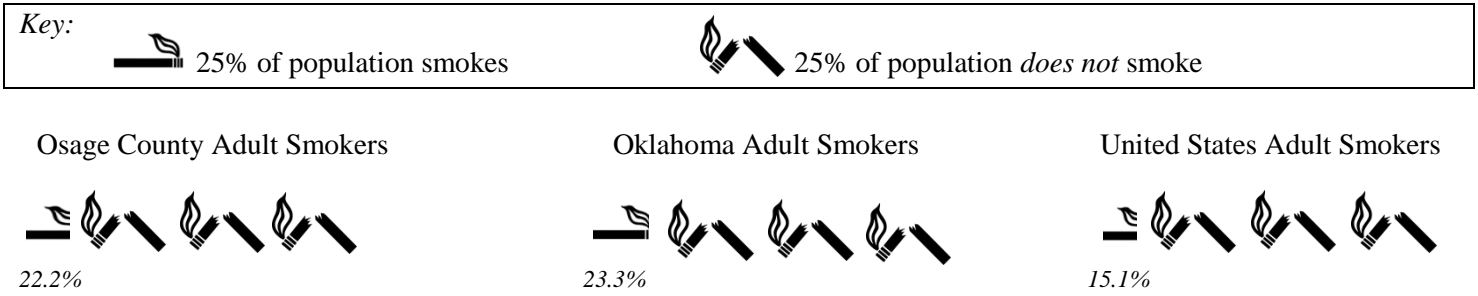 Key:
25% of population smokes 25% of population does not smoke
Osage County Adult Smokers Oklahoma Adult Smokers United States Adult Smokers
22.2% 23.3% 15.1%